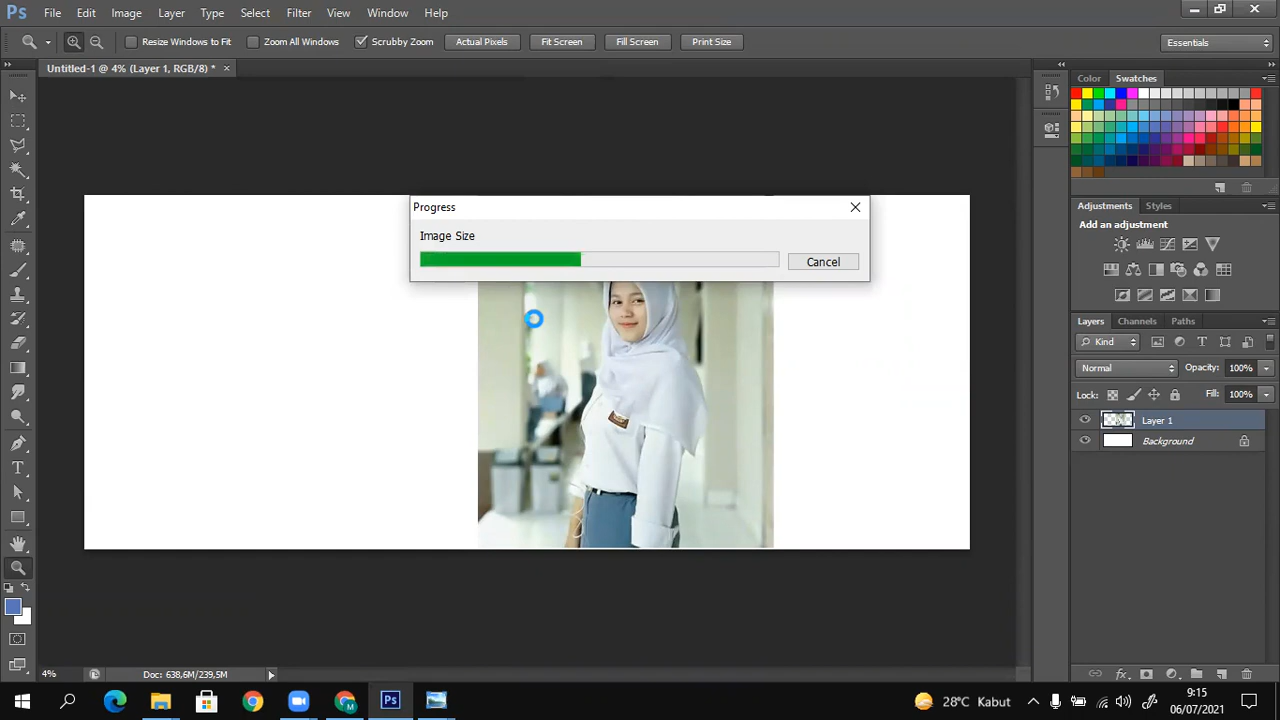 Ps File Edit Image Layer Type Select Filter View Window Help
Resize Windows to Fit Zoom All Windows Scrubby Zoom Actual Pixels Fit Screen Fill Screen Print Size Essentials
Untitled-1 @ 4% (Layer 1, RGB/8) *
Color Swatches
Progress
Image Size
Cancel
Adjustments Styles
Add an adjustment
Layers Channels Paths
Kind
Normal Opacity: 100%
Lock: Fill: 100%
Layer 1
Background
4% Doc: 638,6M/239,5M
Ps 28°C Kabut 9:15
06/07/2021